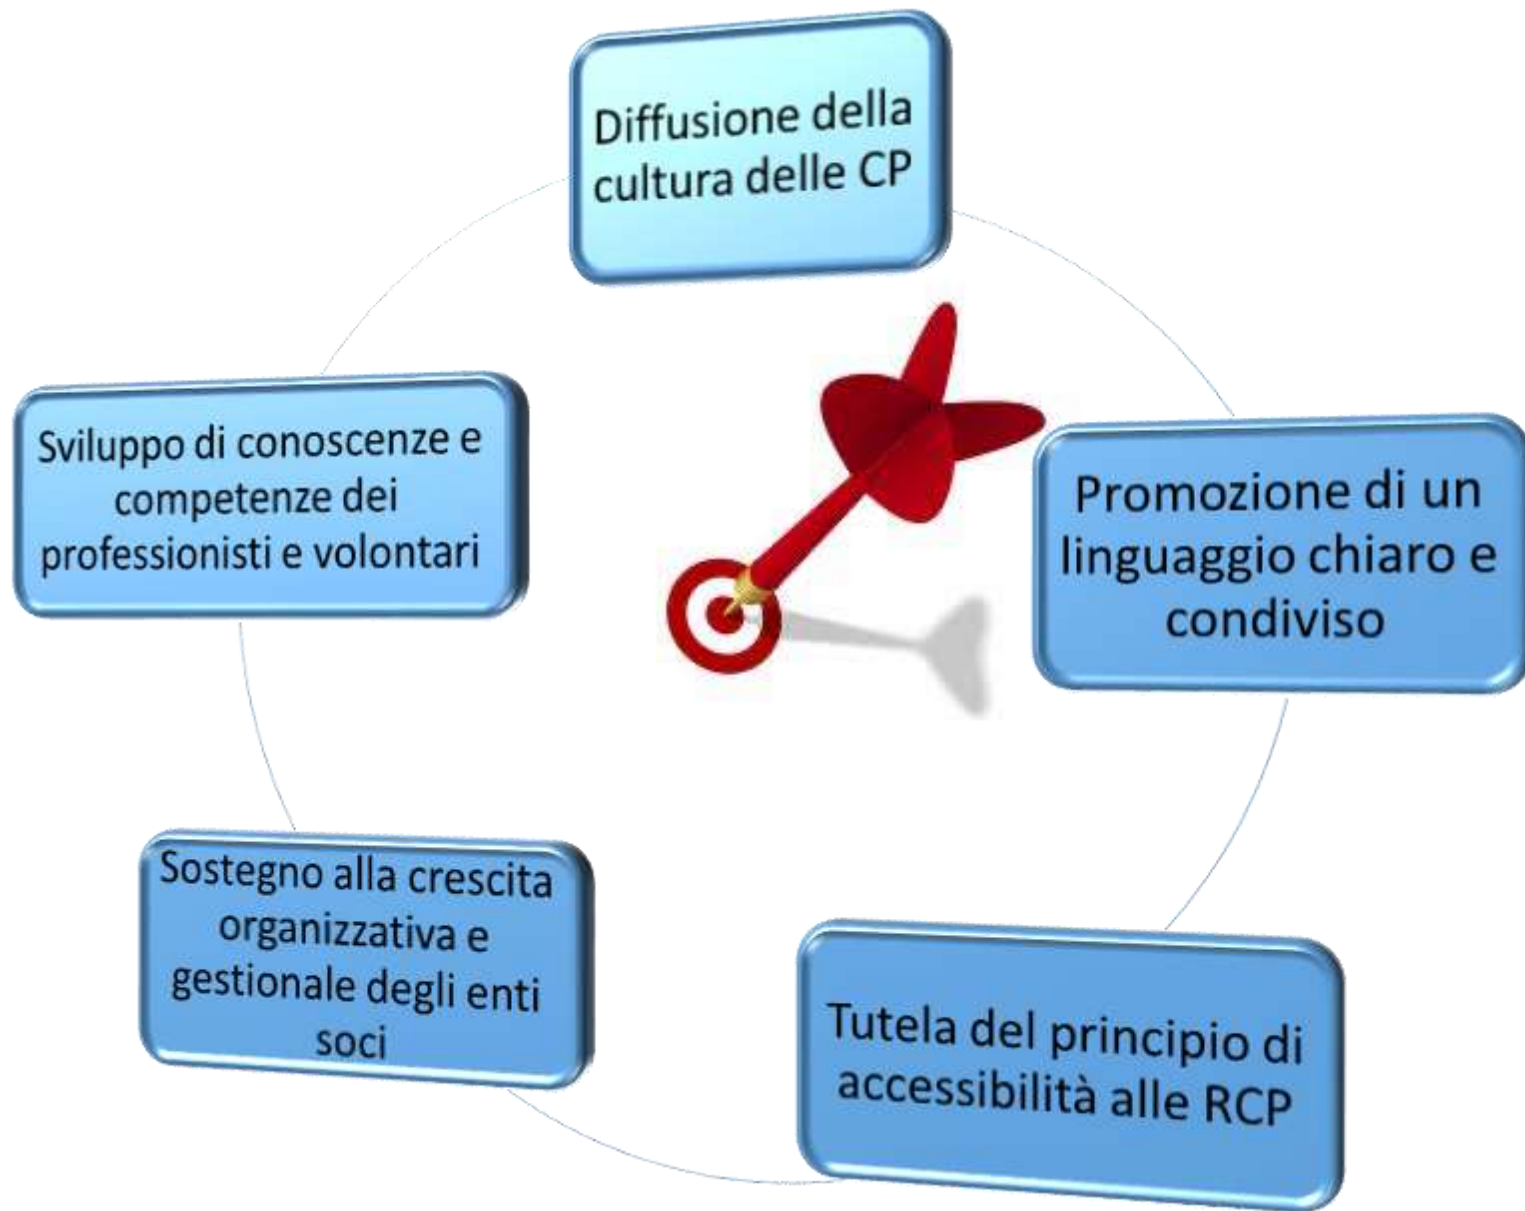 Diffusione della
cultura delle CP
Promozione di un
linguaggio chiaro e
condiviso
Tutela del principio di
accessibilità alle RCP
Sostegno alla crescita
organizzativa e
gestionale degli enti
soci
Sviluppo di conoscenze e
competenze dei
professionisti e volontari